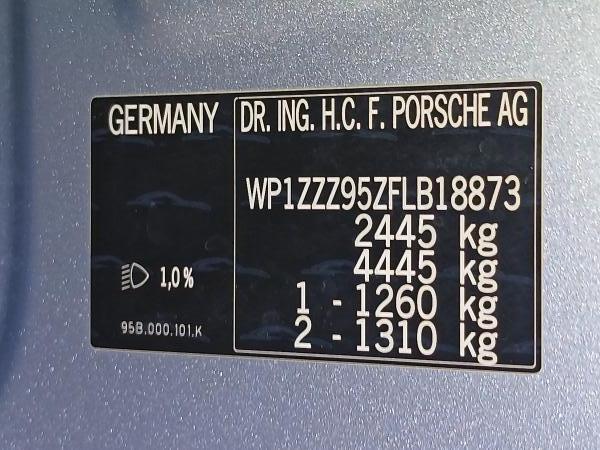 GERMANY
DR. ING. H.C. F. PORSCHE AG
WP1ZZZ95ZFLB18873
2445 kg
4445 kg
1 - 1260 kg
2 - 1310 kg
1,0%
95B.000.101.K